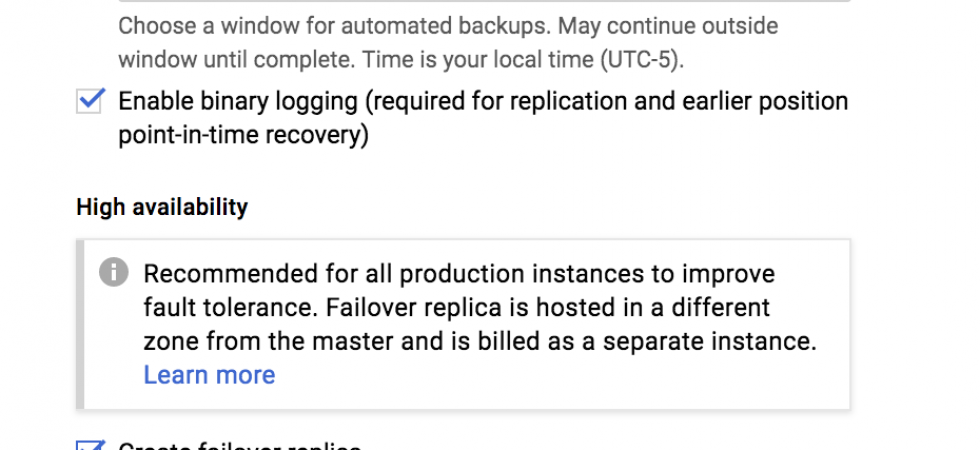 Choose a window for automated backups. May continue outside
window until complete. Time is your local time (UTC-5).
Enable binary logging (required for replication and earlier position
point-in-time recovery)
High availability
Recommended for all production instances to improve
fault tolerance. Failover replica is hosted in a different
zone from the master and is billed as a separate instance.
Learn more
Create failover replica